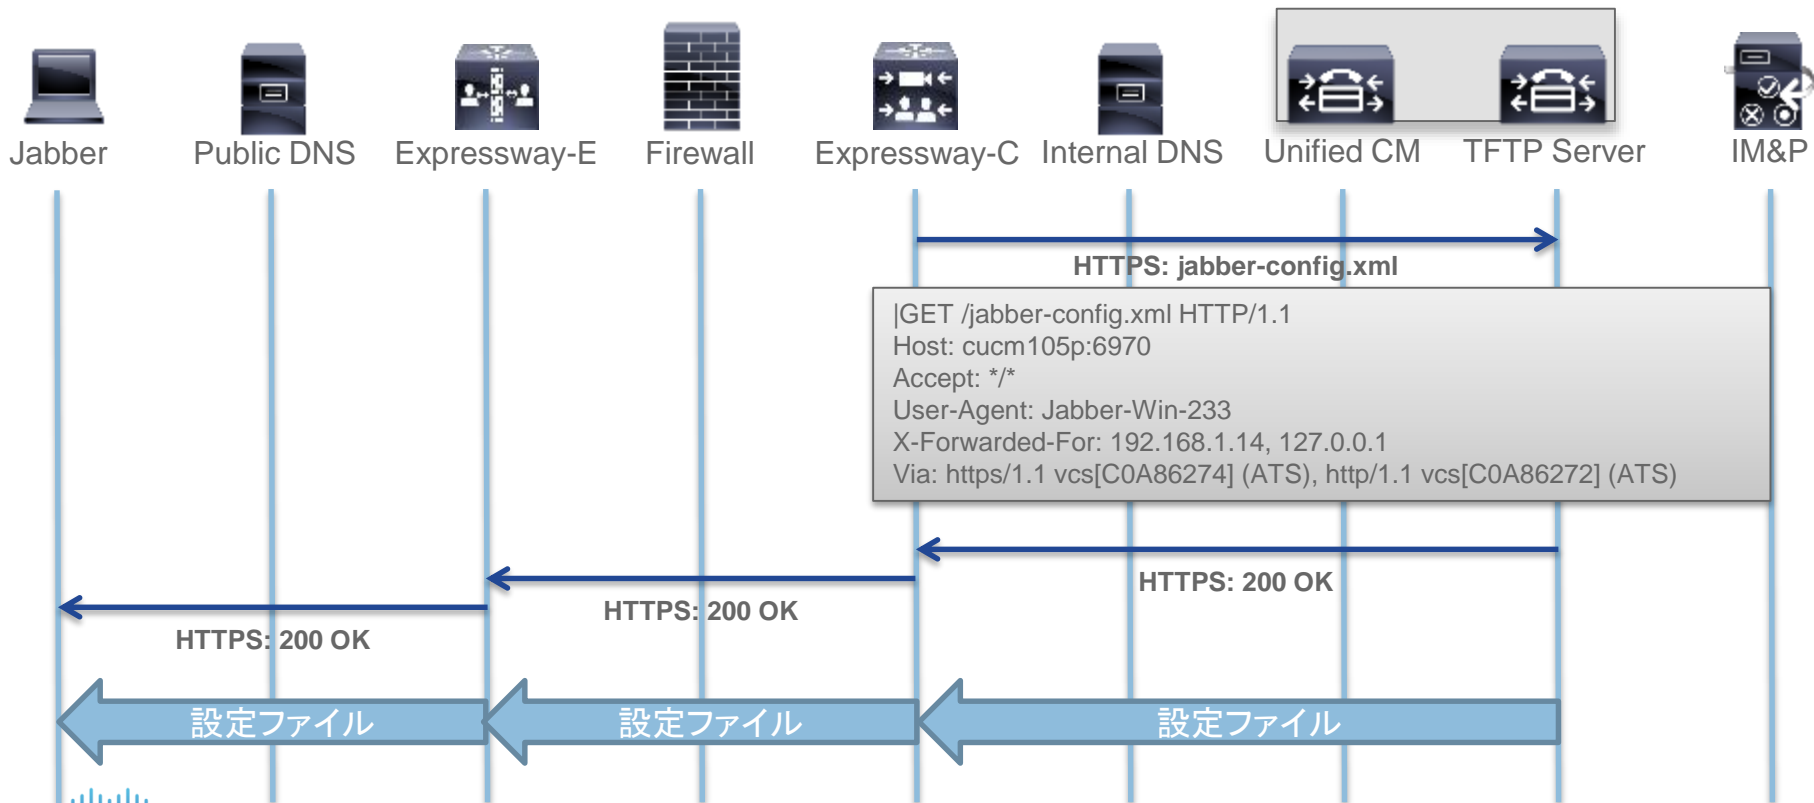 Jabber
Public DNS
Expressway-E
Firewall
Expressway-C
Internal DNS
Unified CM
TFTP Server
IM&P
HTTPS: jabber-config.xml
|GET /jabber-config.xml HTTP/1.1
Host: cucm105p:6970
Accept: */*
User-Agent: Jabber-Win-233
X-Forwarded-For: 192.168.1.14, 127.0.0.1
Via: https/1.1 vcs[C0A86274] (ATS), http/1.1 vcs[C0A86272] (ATS)
HTTPS: 200 OK
HTTPS: 200 OK
HTTPS: 200 OK
設定ファイル
設定ファイル
設定ファイル